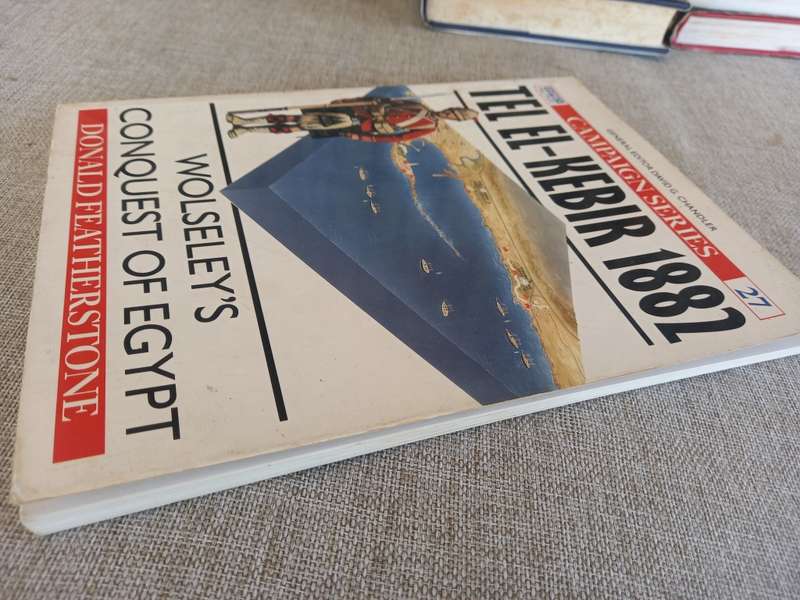 GENERAL EDITOR DAVID G. CHANDLER
CAMPAIGN SERIES 27
TEL EL-KEBIR 1882
WOLSELEY'S
CONQUEST OF EGYPT
DONALD FEATHERSTONE